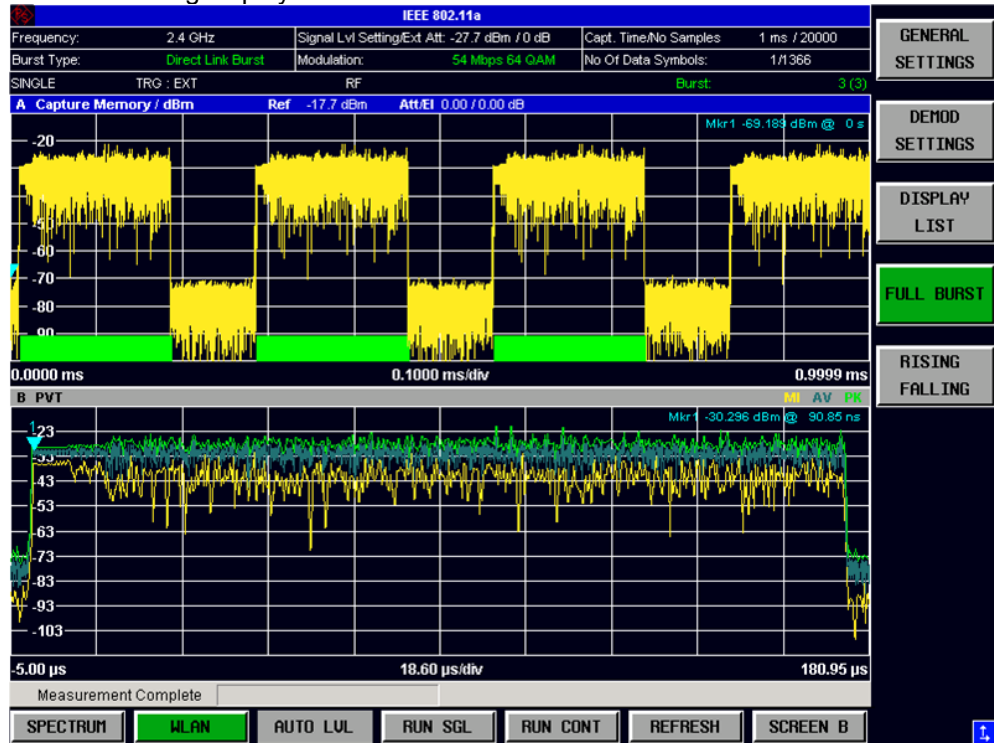 IEEE 802.11a
Frequency: 2.4 GHz Signal Lvl Setting/Ext Att: -27.7 dBm / 0 dB Capt. Time/No Samples 1 ms / 20000
Burst Type: Direct Link Burst Modulation: 54 Mbps 64 QAM No Of Data Symbols: 1/1366
SINGLE TRG : EXT RF Burst: 3 (3)
A Capture Memory / dBm Ref -17.7 dBm Att/El 0.00 / 0.00 dB
Mkr1 -69.189 dBm @ 0 s
-20
-50
-60
-70
-80
-90
0.0000 ms 0.1000 ms/div 0.9999 ms
B PVT MI AV PK
Mkr1 -30.296 dBm @ 90.85 ns
1
-23
-33
-43
-53
-63
-73
-83
-93
-103
-5.00 µs 18.60 µs/div 180.95 µs
Measurement Complete
SPECTRUM WLAN AUTO LVL RUN SGL RUN CONT REFRESH SCREEN B
GENERAL
SETTINGS
DEMOD
SETTINGS
DISPLAY
LIST
FULL BURST
RISING
FALLING